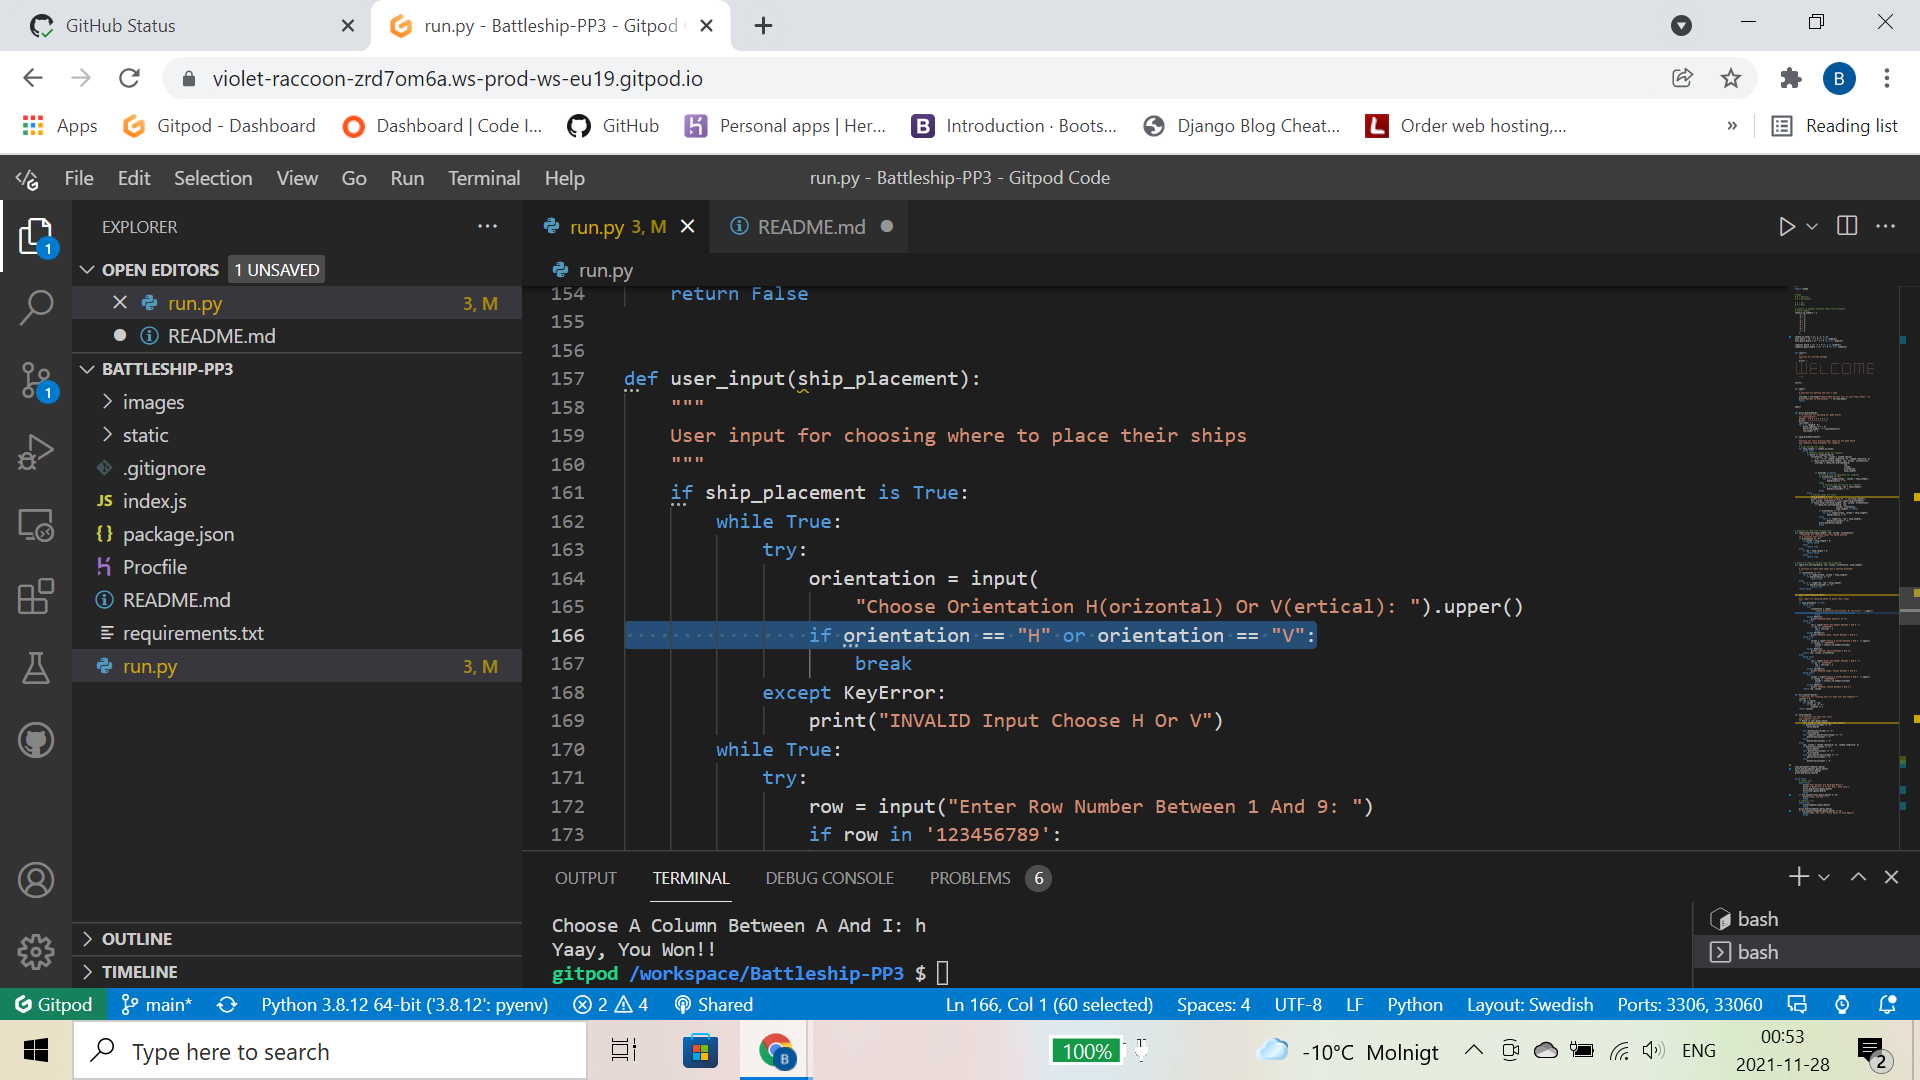 GitHub Status
run.py - Battleship-PP3 - Gitpod
violet-raccoon-zrd7om6a.ws-prod-ws-eu19.gitpod.io
B
Apps
Gitpod - Dashboard
Dashboard | Code I...
GitHub
Personal apps | Her...
Introduction · Boots...
Django Blog Cheat...
Order web hosting,...
»
Reading list
File Edit Selection View Go Run Terminal Help
run.py - Battleship-PP3 - Gitpod Code
EXPLORER
OPEN EDITORS 1 UNSAVED
run.py 3, M
README.md
BATTLESHIP-PP3
images
static
.gitignore
JS index.js
{} package.json
Procfile
README.md
requirements.txt
run.py 3, M
OUTLINE
TIMELINE
1
1
run.py 3, M
README.md
run.py
154 return False
155
156
157 def user_input(ship_placement):
158 """
159 User input for choosing where to place their ships
160 """
161 if ship_placement is True:
162 while True:
163 try:
164 orientation = input(
165 "Choose Orientation H(orizontal) Or V(ertical): ").upper()
166 if orientation == "H" or orientation == "V":
167 break
168 except KeyError:
169 print("INVALID Input Choose H Or V")
170 while True:
171 try:
172 row = input("Enter Row Number Between 1 And 9: ")
173 if row in '123456789':
WELCOME
OUTPUT TERMINAL DEBUG CONSOLE PROBLEMS 6
Choose A Column Between A And I: h
Yaay, You Won!!
gitpod /workspace/Battleship-PP3 $
bash
bash
Gitpod main* Python 3.8.12 64-bit ('3.8.12': pyenv) 2 4 Shared Ln 166, Col 1 (60 selected) Spaces: 4 UTF-8 LF Python Layout: Swedish Ports: 3306, 33060
Type here to search
B
100%
-10°C Molnigt
ENG
00:53
2021-11-28
2